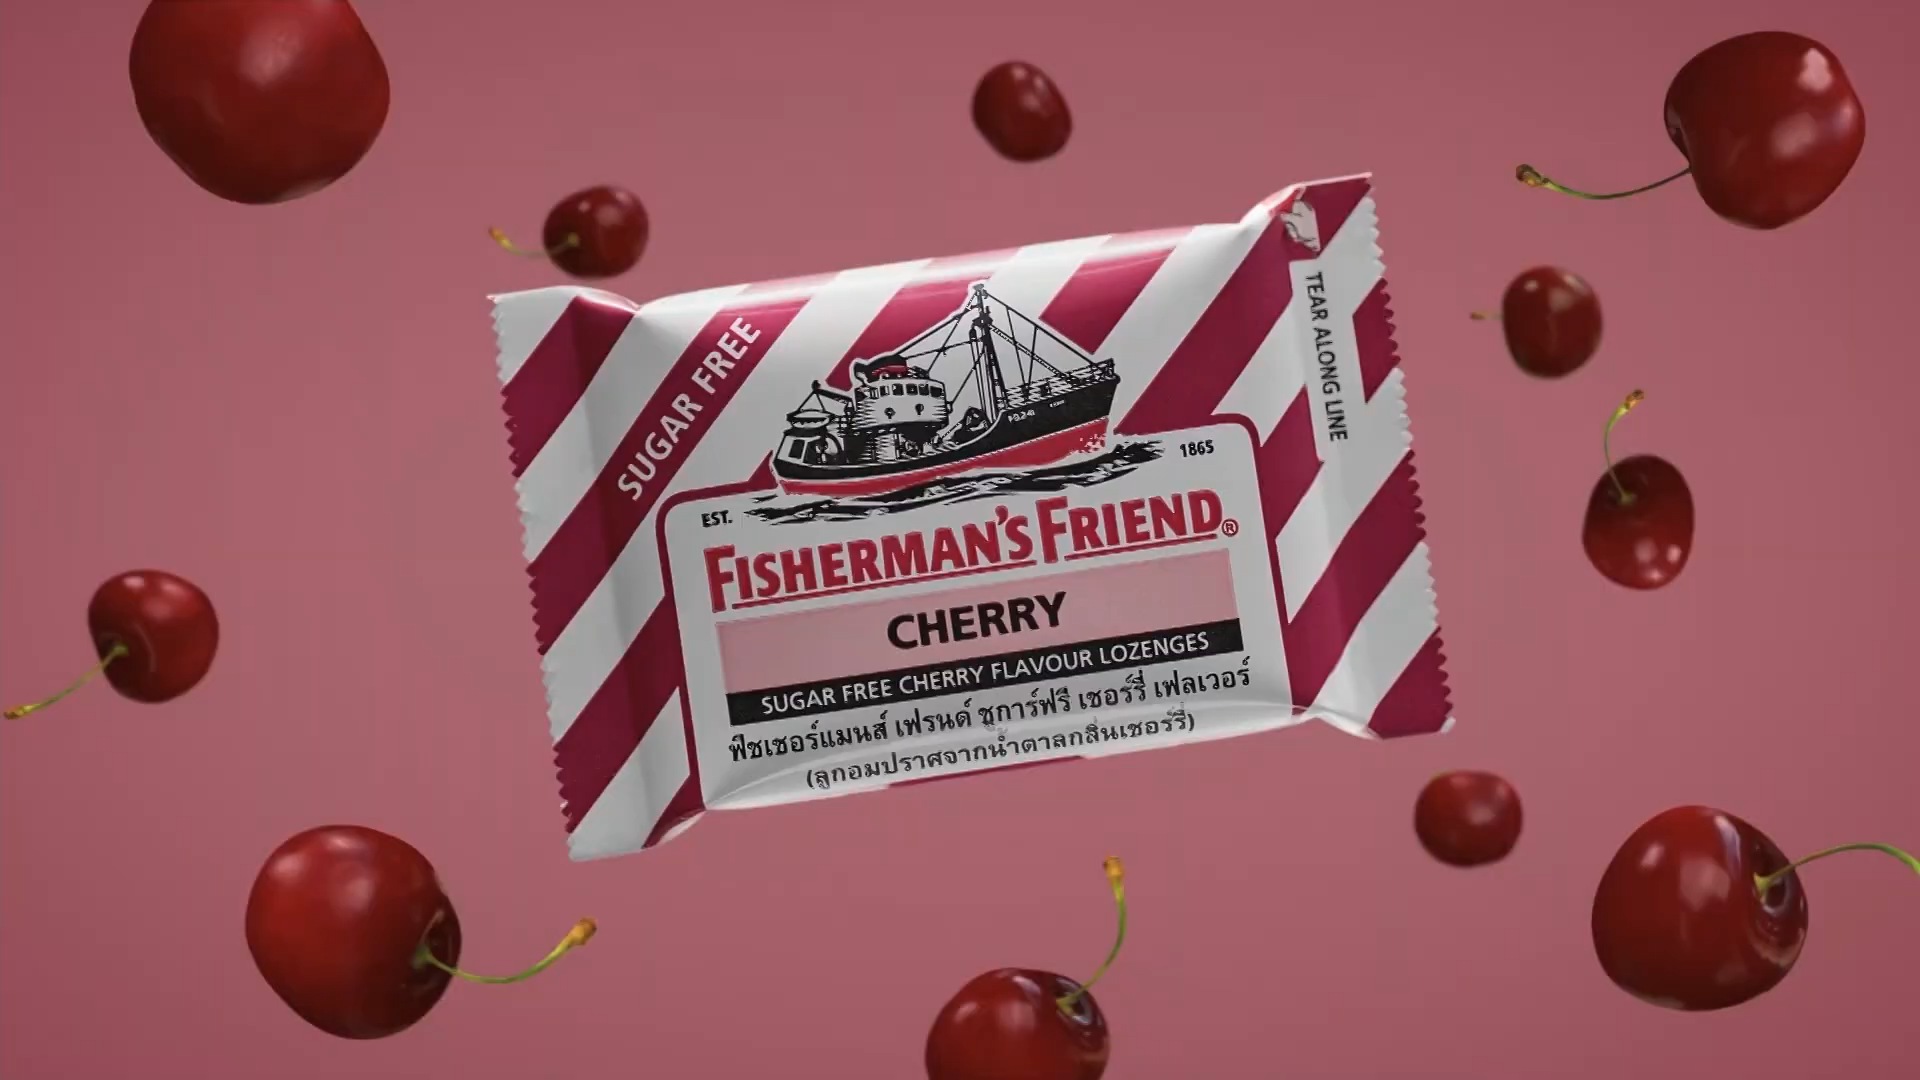 SUGAR FREE
TEAR ALONG LINE
EST. 1865
FISHERMAN'S FRIEND®
CHERRY
SUGAR FREE CHERRY FLAVOUR LOZENGES
ฟิชเชอร์แมนส์ เฟรนด์ ชูการ์ฟรี เชอร์รี่ เฟลเวอร์
(ลูกอมปราศจากน้ำตาลกลิ่นเชอร์รี่)